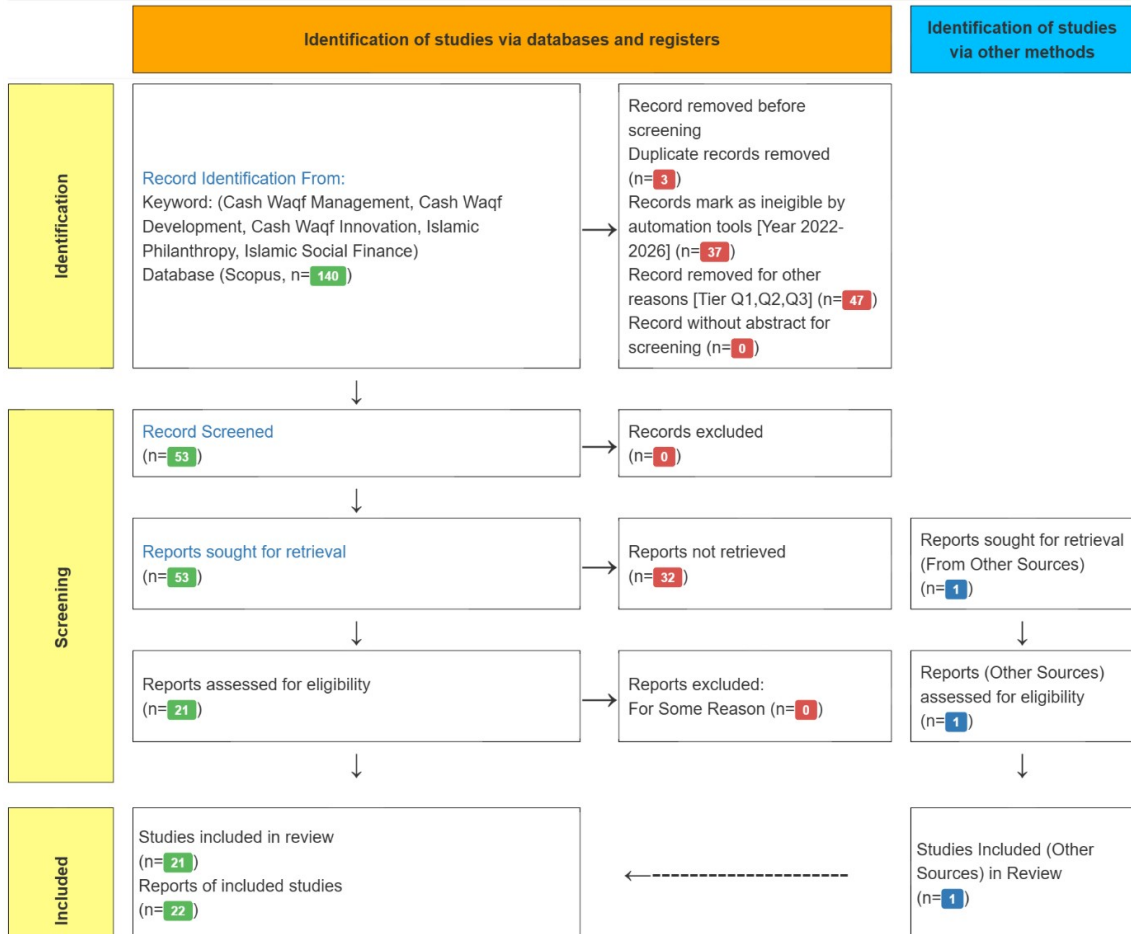 Identification of studies via databases and registers
Identification of studies
via other methods
Identification
Record Identification From:
Keyword: (Cash Waqf Management, Cash Waqf
Development, Cash Waqf Innovation, Islamic
Philanthropy, Islamic Social Finance)
Database (Scopus, n=140)
Record removed before
screening
Duplicate records removed
(n=3)
Records mark as ineigible by
automation tools [Year 2022-
2026] (n=37)
Record removed for other
reasons [Tier Q1,Q2,Q3] (n=47)
Record without abstract for
screening (n=0)
Screening
Record Screened
(n=53)
Records excluded
(n=0)
Reports sought for retrieval
(n=53)
Reports not retrieved
(n=32)
Reports sought for retrieval
(From Other Sources)
(n=1)
Reports assessed for eligibility
(n=21)
Reports excluded:
For Some Reason (n=0)
Reports (Other Sources)
assessed for eligibility
(n=1)
Included
Studies included in review
(n=21)
Reports of included studies
(n=22)
Studies Included (Other
Sources) in Review
(n=1)